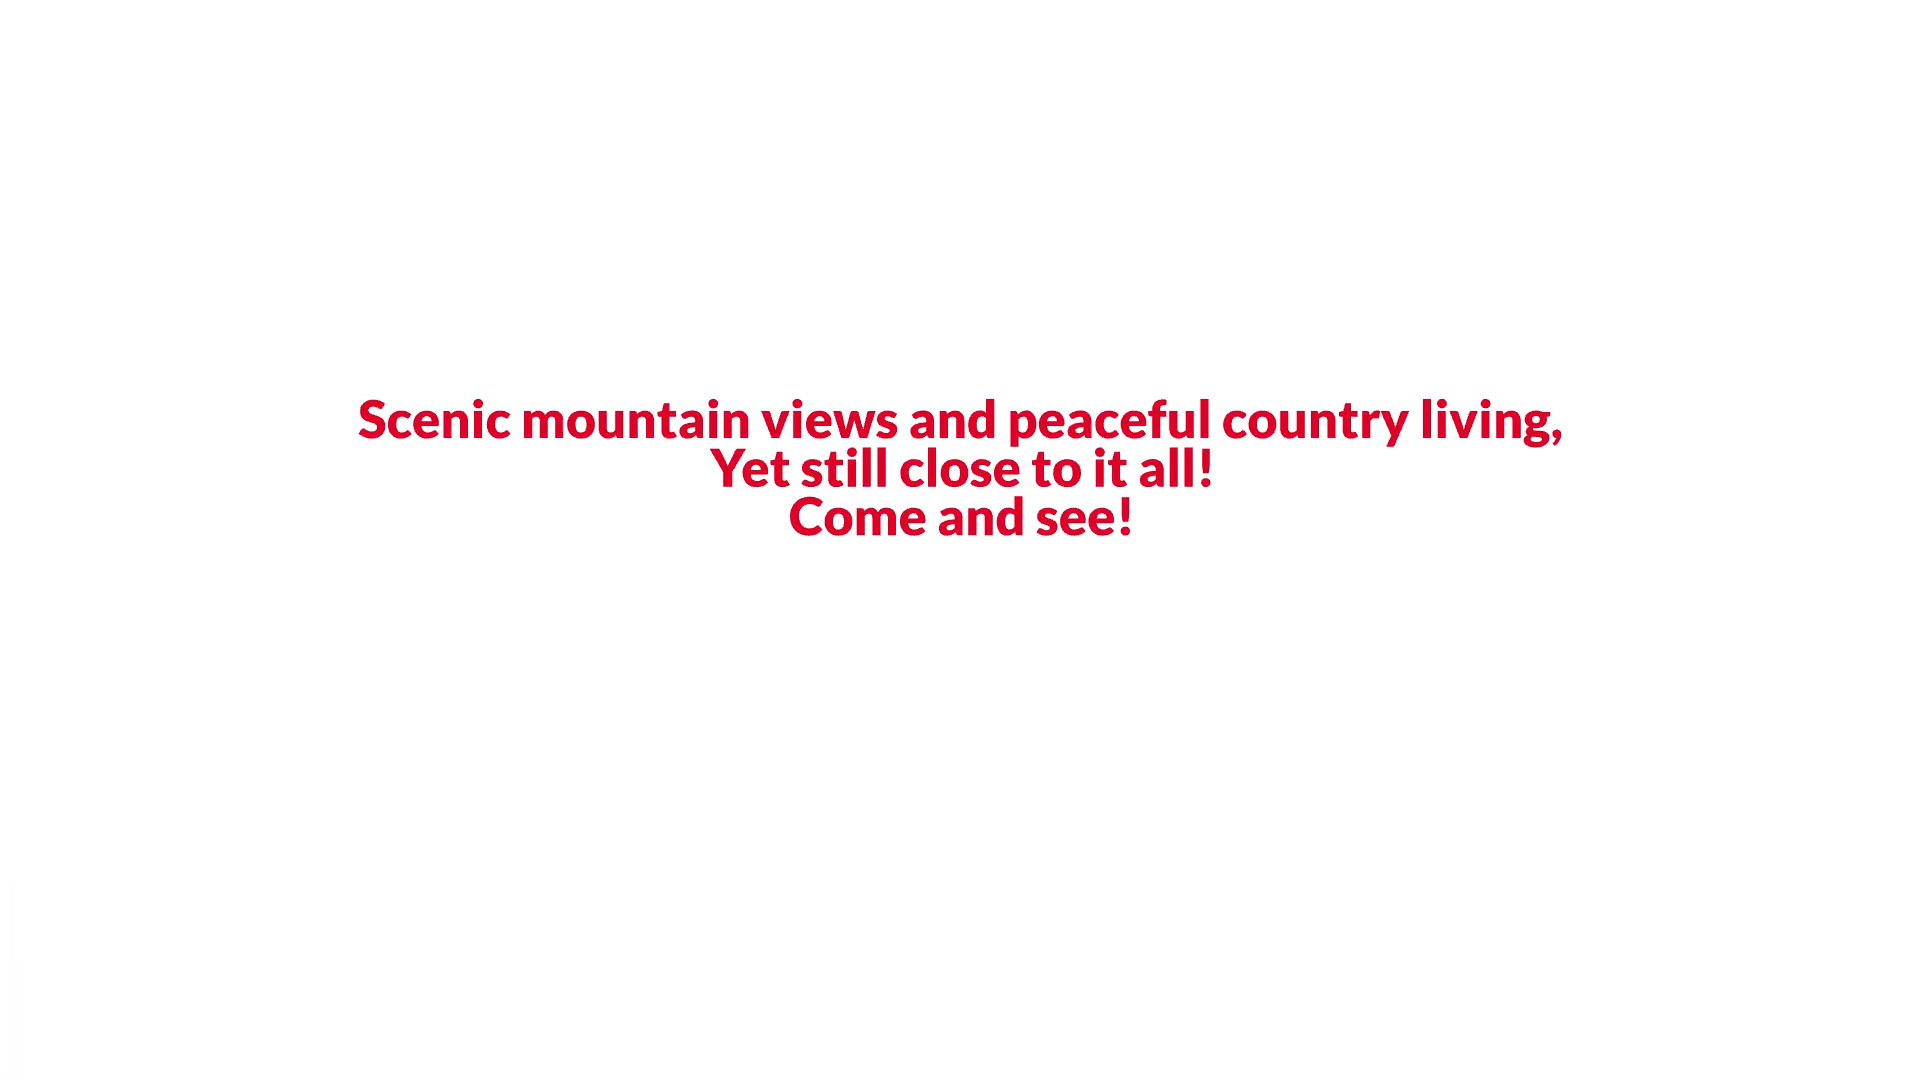 Scenic mountain views and peaceful country living,
Yet still close to it all!
Come and see!